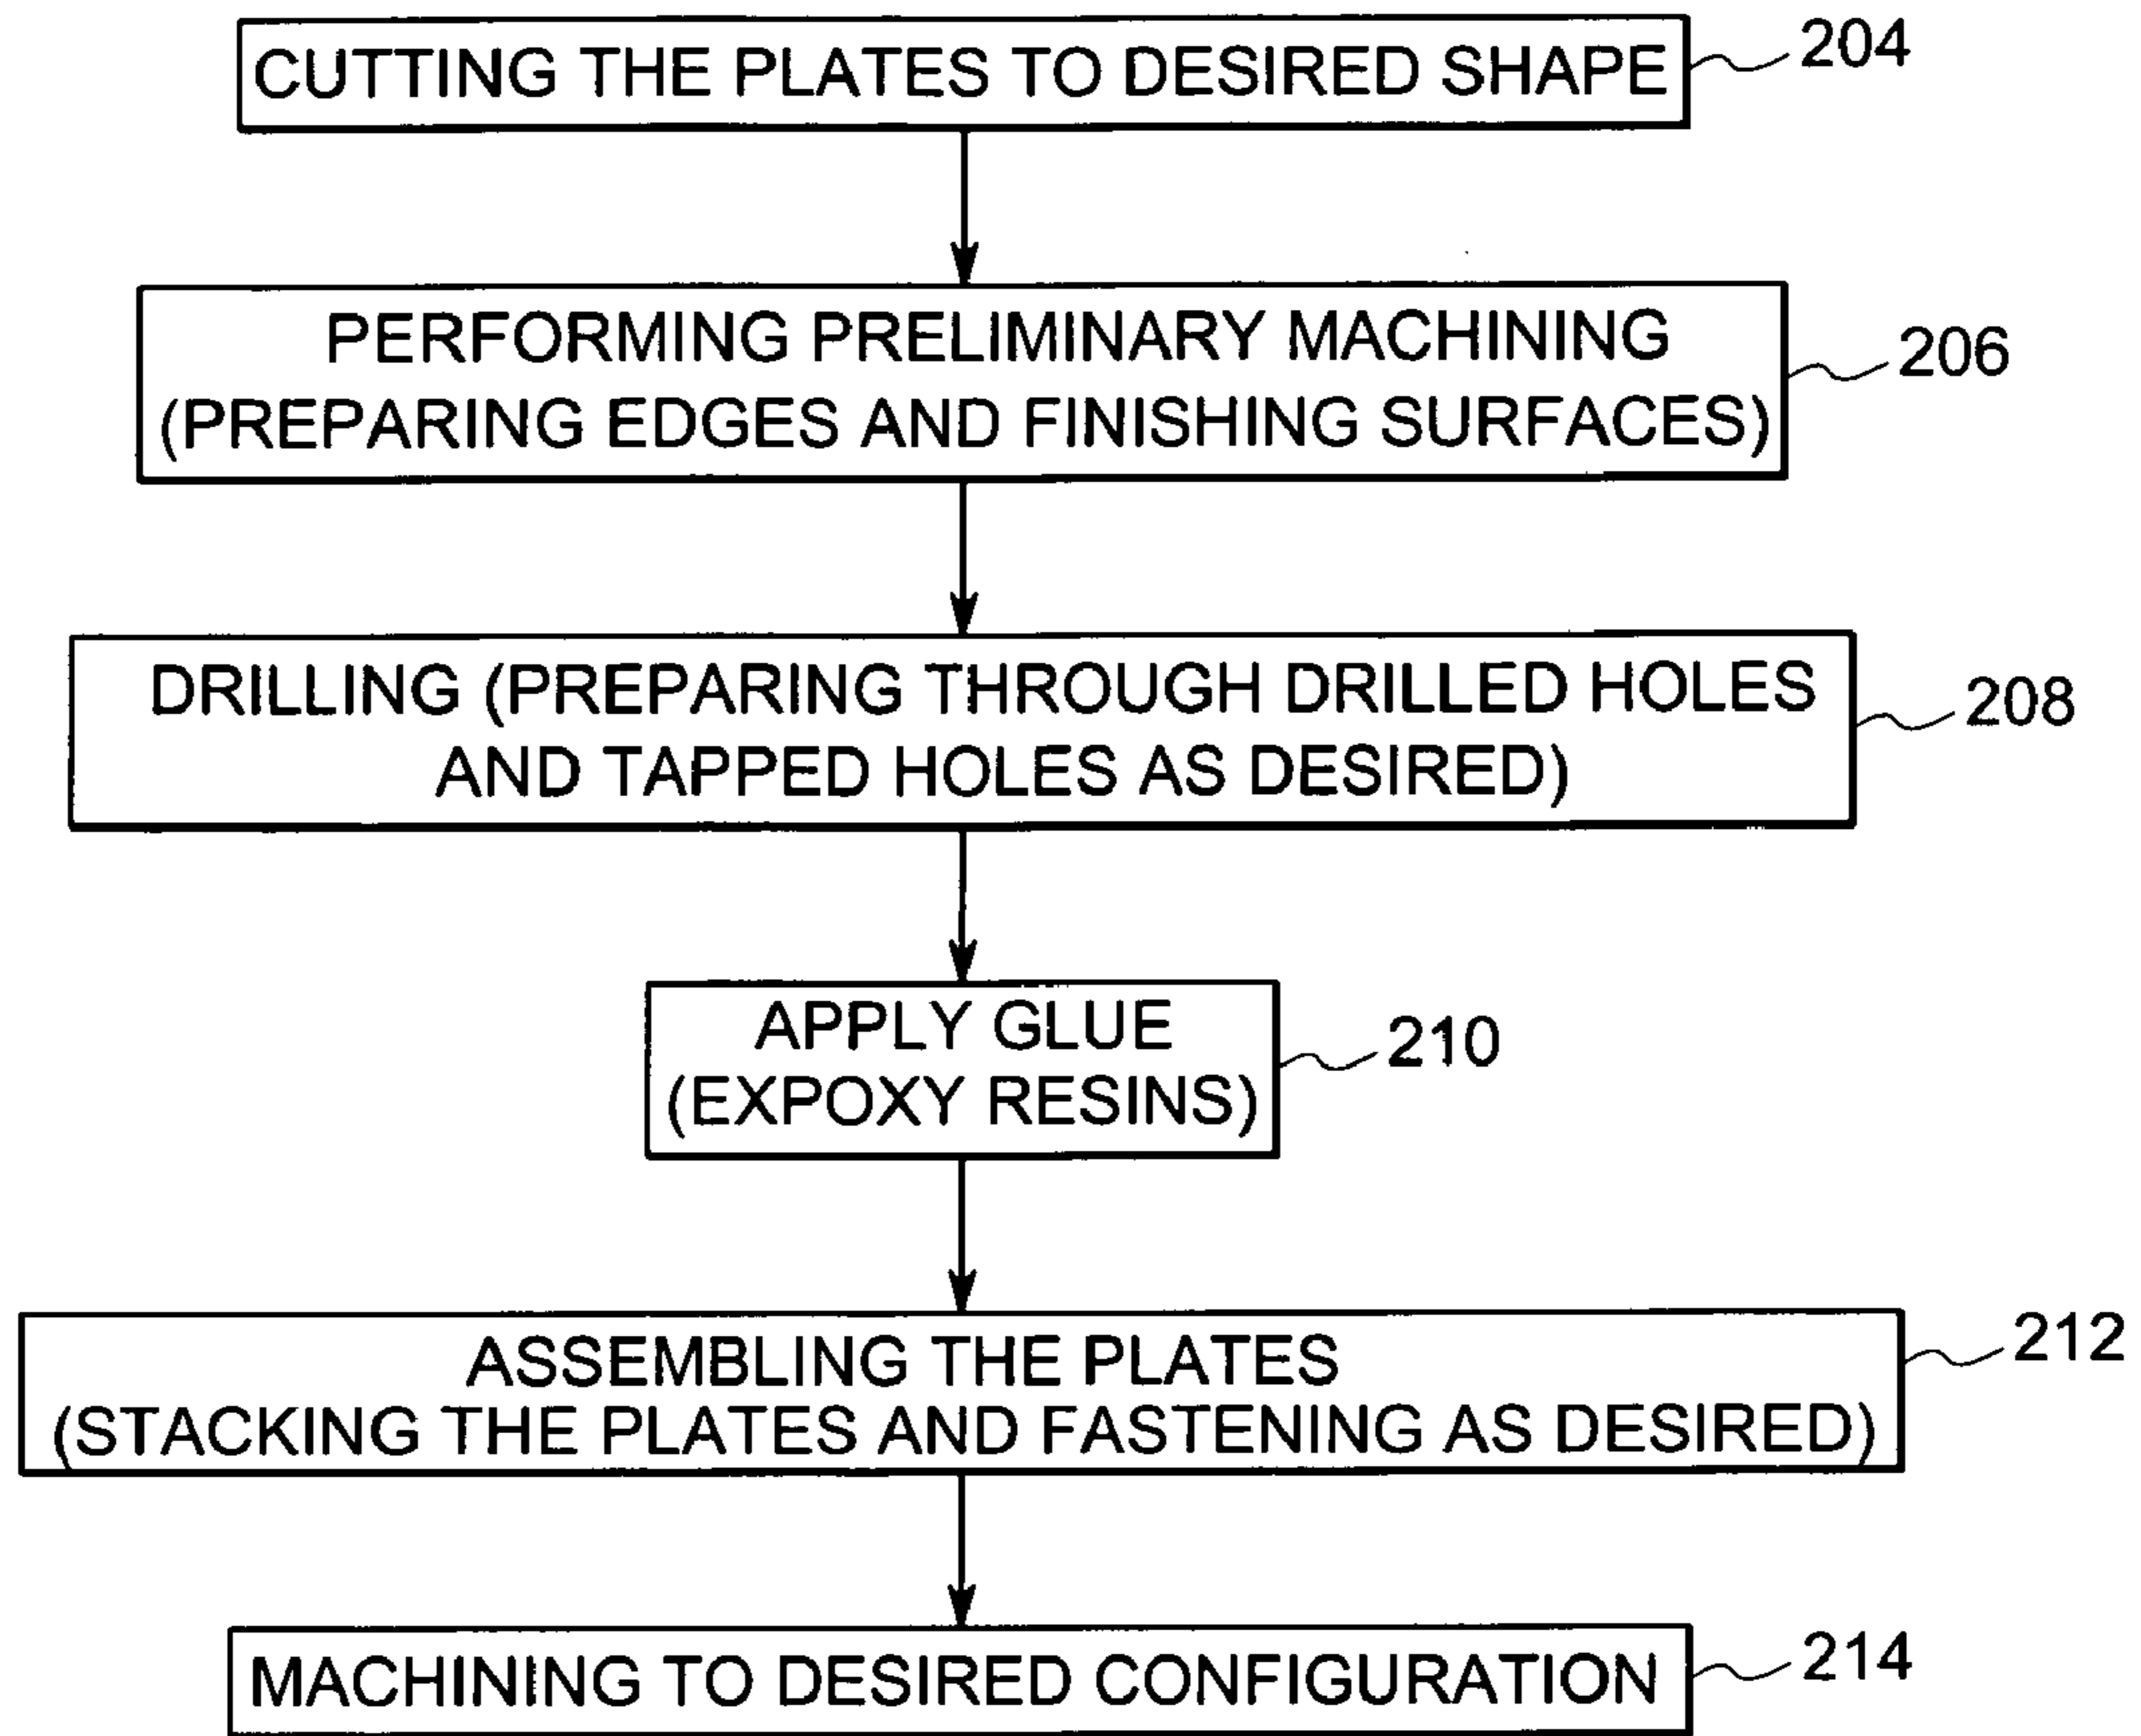 CUTTING THE PLATES TO DESIRED SHAPE
204
PERFORMING PRELIMINARY MACHINING
(PREPARING EDGES AND FINISHING SURFACES)
206
DRILLING (PREPARING THROUGH DRILLED HOLES
AND TAPPED HOLES AS DESIRED)
208
APPLY GLUE
(EXPOXY RESINS)
210
ASSEMBLING THE PLATES
(STACKING THE PLATES AND FASTENING AS DESIRED)
212
MACHINING TO DESIRED CONFIGURATION
214